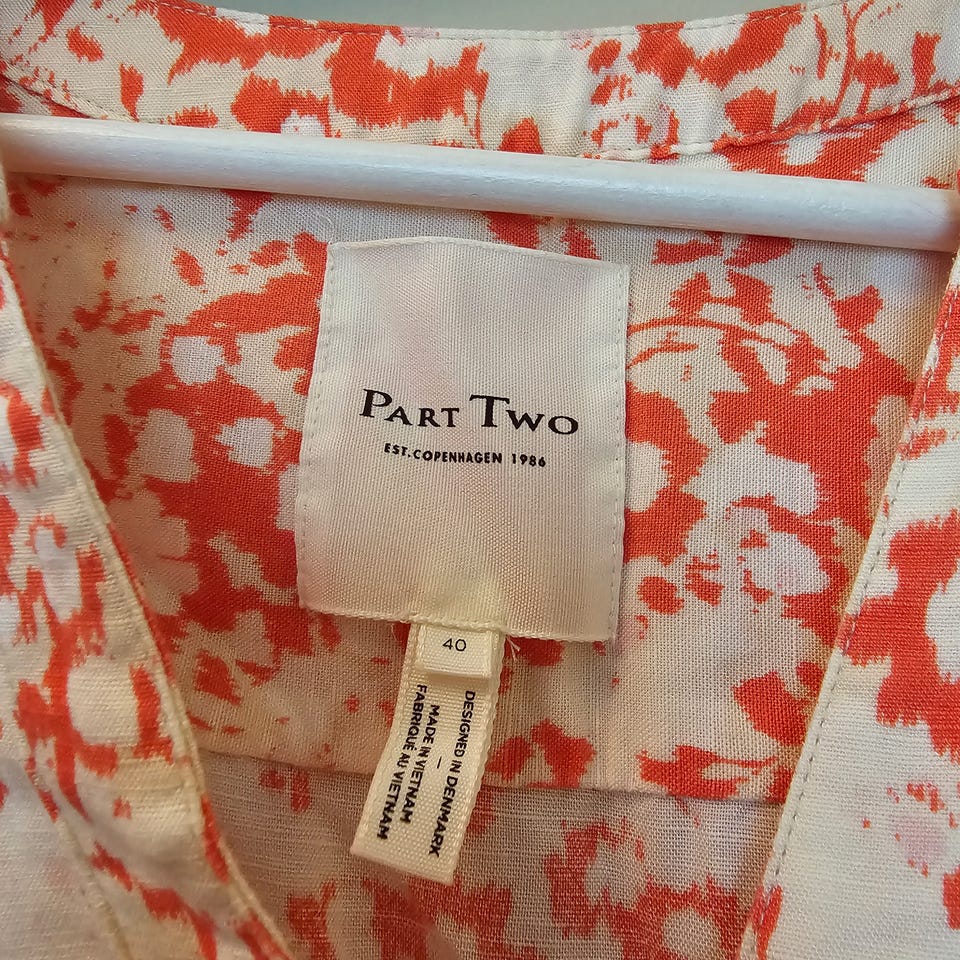 PART TWO
EST. COPENHAGEN 1986
40
DESIGNED IN DENMARK
–
MADE IN VIETNAM
FABRIQUÉ AU VIETNAM